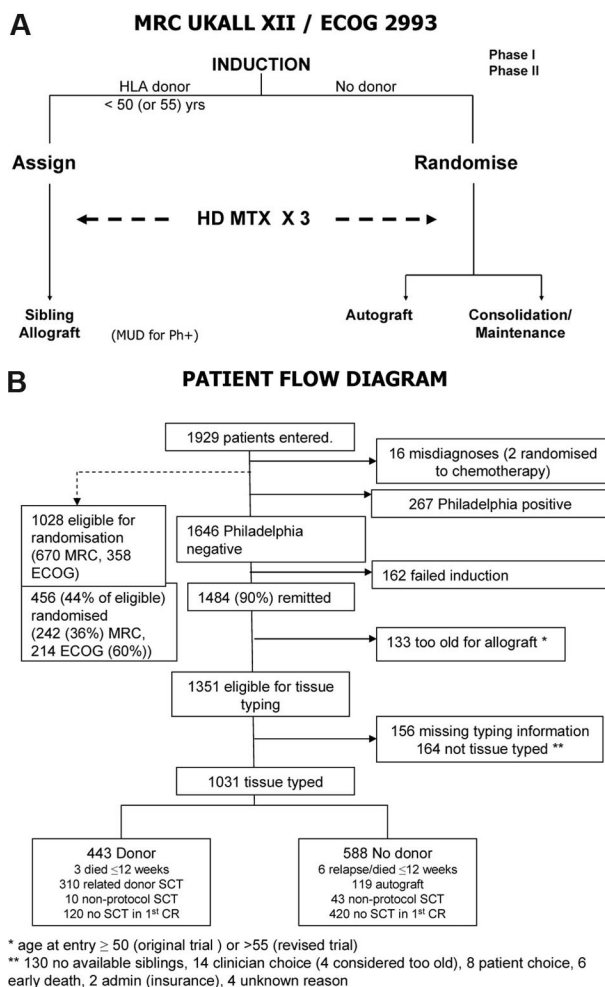 A
MRC UKALL XII / ECOG 2993
Phase I
Phase II
INDUCTION
HLA donor
No donor
< 50 (or 55) yrs
Assign
Randomise
HD MTX X 3
Sibling
Allograft
(MUD for Ph+)
Autograft
Consolidation/
Maintenance
B
PATIENT FLOW DIAGRAM
1929 patients entered.
16 misdiagnoses (2 randomised
to chemotherapy)
267 Philadelphia positive
1028 eligible for
randomisation
(670 MRC, 358
ECOG)
1646 Philadelphia
negative
162 failed induction
456 (44% of eligible)
randomised
(242 (36%) MRC,
214 ECOG (60%))
1484 (90%) remitted
133 too old for allograft *
1351 eligible for tissue
typing
156 missing typing information
164 not tissue typed **
1031 tissue typed
443 Donor
3 died ≤12 weeks
310 related donor SCT
10 non-protocol SCT
120 no SCT in 1st CR
588 No donor
6 relapse/died ≤12 weeks
119 autograft
43 non-protocol SCT
420 no SCT in 1st CR
* age at entry ≥ 50 (original trial ) or >55 (revised trial)
** 130 no available siblings, 14 clinician choice (4 considered too old), 8 patient choice, 6
early death, 2 admin (insurance), 4 unknown reason